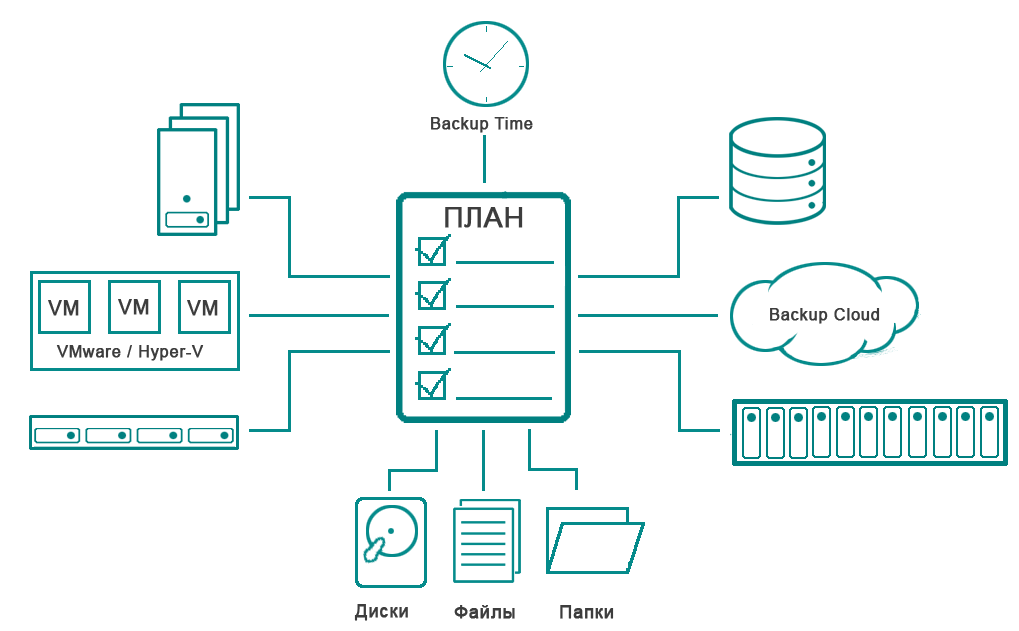 Backup Time
ПЛАН
VM VM VM
VMware / Hyper-V
Backup Cloud
Диски Файлы Папки